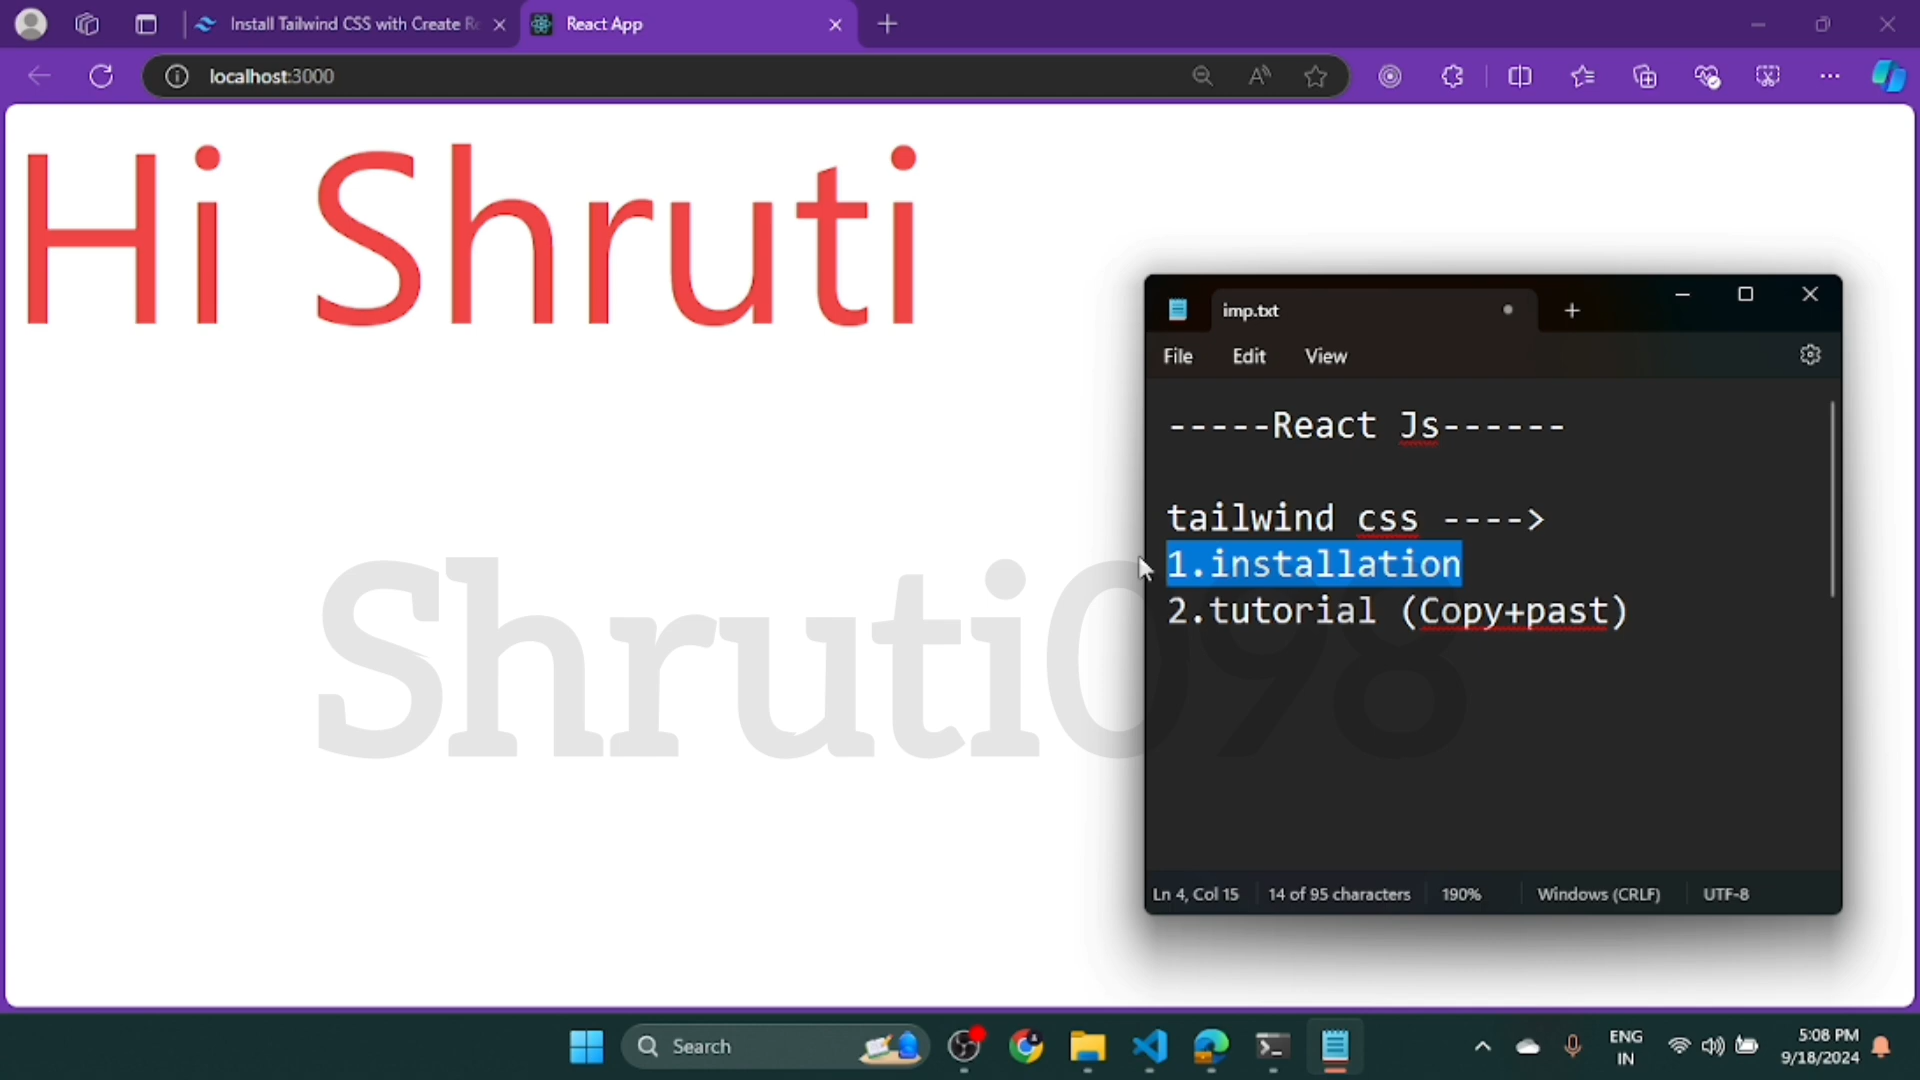 Install Tailwind CSS with Create Re
React App
localhost:3000
Hi Shruti
imp.txt
File Edit View
-----React Js------
tailwind css ---->
1.installation
2.tutorial (Copy+past)
Shruti098
Ln 4, Col 15 14 of 95 characters 190% Windows (CRLF) UTF-8
Search
ENG
IN
5:08 PM
9/18/2024